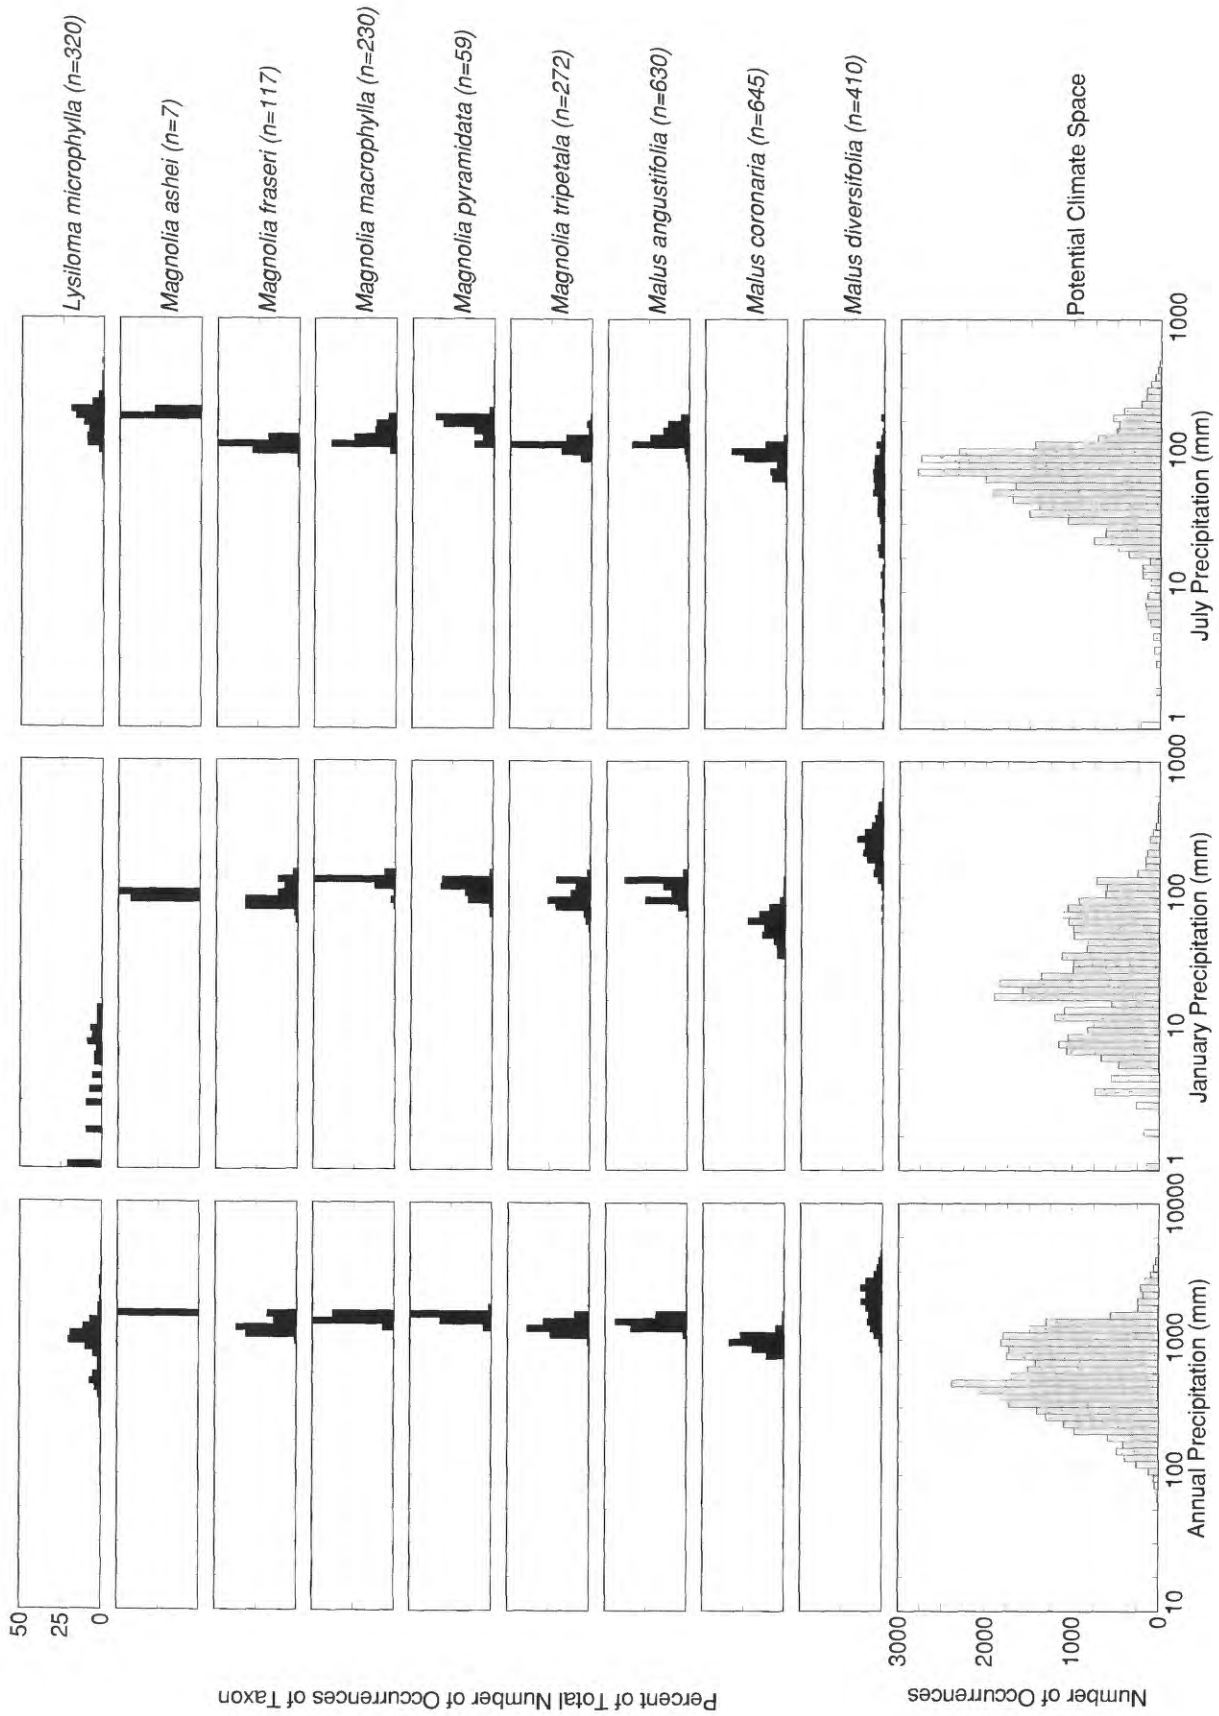 50
25
0
Lysiloma microphylla (n=320)
Magnolia ashei (n=7)
Magnolia fraseri (n=117)
Magnolia macrophylla (n=230)
Magnolia pyramidata (n=59)
Magnolia tripetala (n=272)
Malus angustifolia (n=630)
Malus coronaria (n=645)
Malus diversifolia (n=410)
Percent of Total Number of Occurrences of Taxon
3000
2000
1000
0
Number of Occurrences
Potential Climate Space
10 100 1000 10000
Annual Precipitation (mm)
1 10 100 1000
January Precipitation (mm)
1 10 100 1000
July Precipitation (mm)